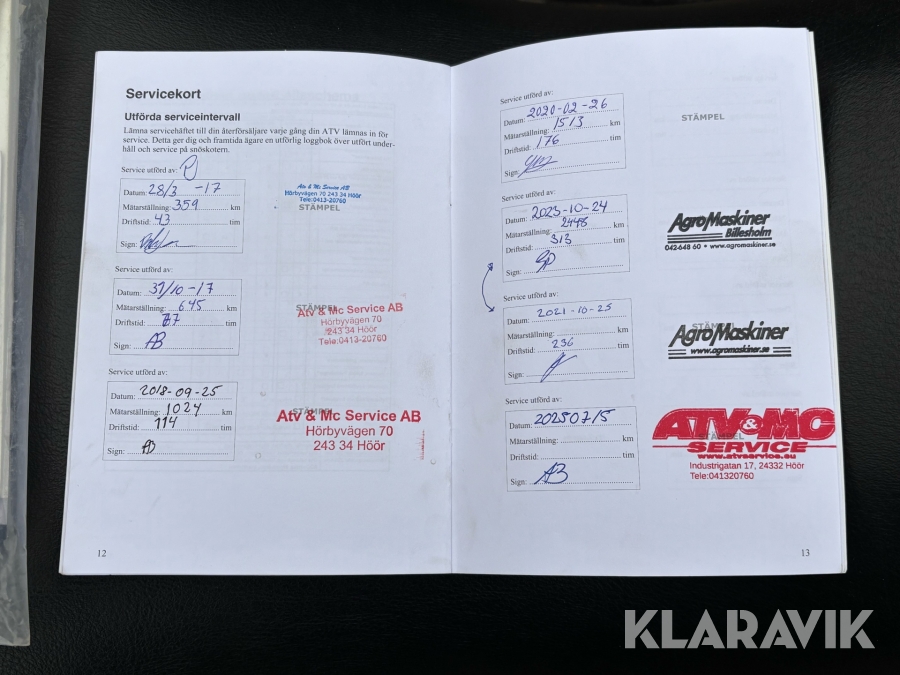 Servicekort
Utförda serviceintervall
Lämna servicehäftet till din återförsäljare varje gång din ATV lämnas in för
service. Detta ger dig och framtida ägare en utförlig loggbok över utfört under-
håll och service på snöskotern.
Service utförd av:
Datum: 28/3 -17
Mätarställning: 359 km
Driftstid: 43 tim
Sign:
Atv & Mc Service AB
Hörbyvägen 70 243 34 Höör
Tele:0413-20760
STÄMPEL
Service utförd av:
Datum: 31/10 -17
Mätarställning: 645 km
Driftstid: tim
Sign: AB
STÄMPEL
Atv & Mc Service AB
Hörbyvägen 70
243 34 Höör
Tele:0413-20760
Service utförd av:
Datum: 2018-09-25
Mätarställning: 1024 km
Driftstid: 114 tim
Sign: AB
STÄMPEL
Atv & Mc Service AB
Hörbyvägen 70
243 34 Höör
12
Service utförd av:
Datum: 2020-02-26
Mätarställning: 1513 km
Driftstid: 176 tim
Sign:
STÄMPEL
Service utförd av:
Datum: 2023-10-24
Mätarställning: 2448 km
Driftstid: 313 tim
Sign:
AgroMaskiner
Billesholm
042-648 60 • www.agromaskiner.se
Service utförd av:
Datum: 2021-10-25
Mätarställning: km
Driftstid: 236 tim
Sign:
STÄMPEL
AgroMaskiner
www.agromaskiner.se
Service utförd av:
Datum: 20250715
Mätarställning: km
Driftstid: tim
Sign: AB
ATV & MC
STÄMPEL
SERVICE
www.atvservice.eu
Industrigatan 17, 24332 Höör
Tele:041320760
13
KLARAVIK